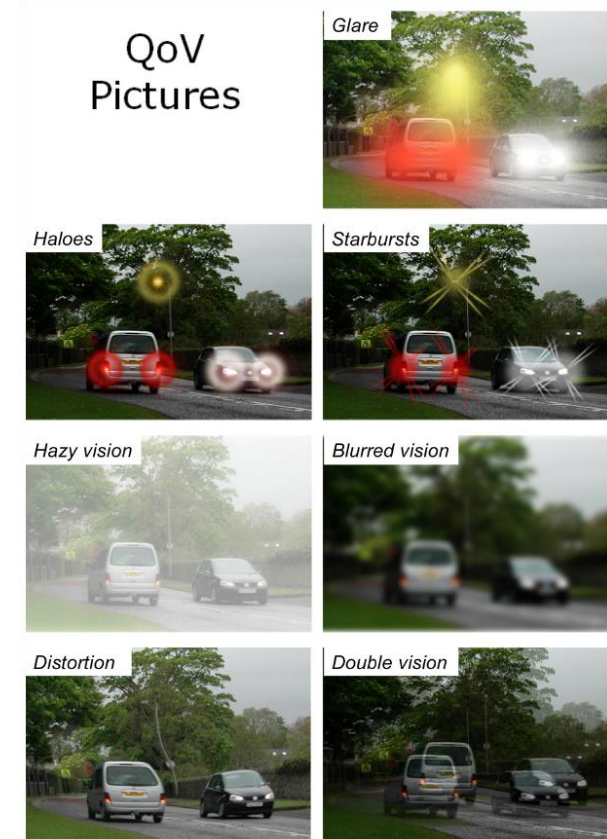 QoV
Pictures
Glare
Haloes
Starbursts
Hazy vision
Blurred vision
Distortion
Double vision